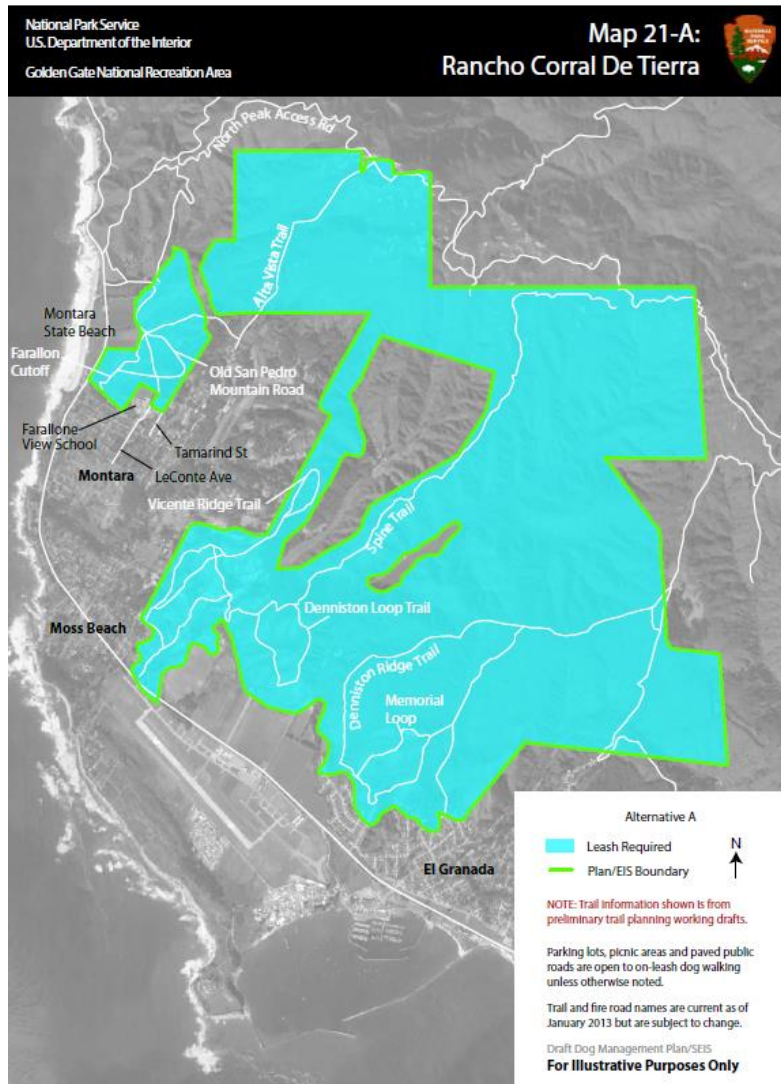 National Park Service
U.S. Department of the Interior
Golden Gate National Recreation Area
Map 21-A:
Rancho Corral De Tierra
NATIONAL
PARK
SERVICE
North Peak Access Rd
Alta Vista Trail
Montara
State Beach
Farallon
Cutoff
Old San Pedro
Mountain Road
Farallone
View School
Tamarind St
LeConte Ave
Montara
Vicente Ridge Trail
Spine Trail
Denniston Loop Trail
Moss Beach
Denniston Ridge Trail
Memorial
Loop
El Granada
Alternative A
Leash Required
Plan/EIS Boundary
N
NOTE: Trail information shown is from
preliminary trail planning working drafts.
Parking lots, picnic areas and paved public
roads are open to on-leash dog walking
unless otherwise noted.
Trail and fire road names are current as of
January 2013 but are subject to change.
Draft Dog Management Plan/SEIS
For Illustrative Purposes Only